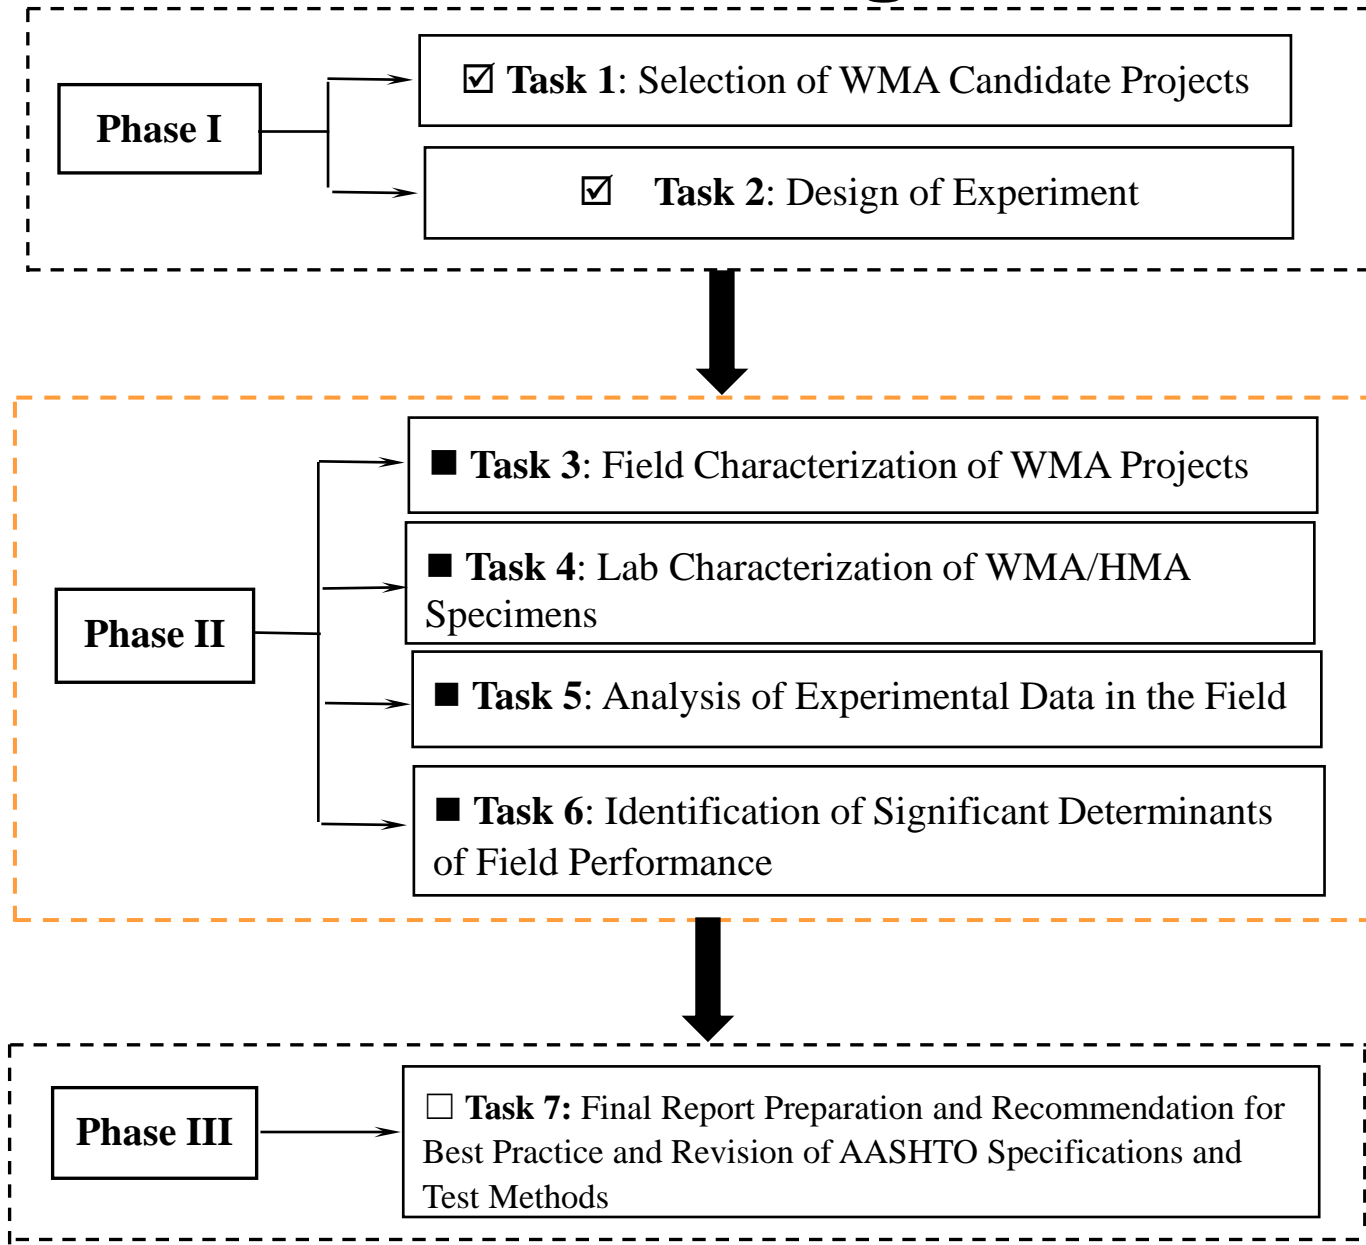 Phase I
☑ Task 1: Selection of WMA Candidate Projects
☑ Task 2: Design of Experiment
Phase II
■ Task 3: Field Characterization of WMA Projects
■ Task 4: Lab Characterization of WMA/HMA
Specimens
■ Task 5: Analysis of Experimental Data in the Field
■ Task 6: Identification of Significant Determinants
of Field Performance
Phase III
☐ Task 7: Final Report Preparation and Recommendation for
Best Practice and Revision of AASHTO Specifications and
Test Methods